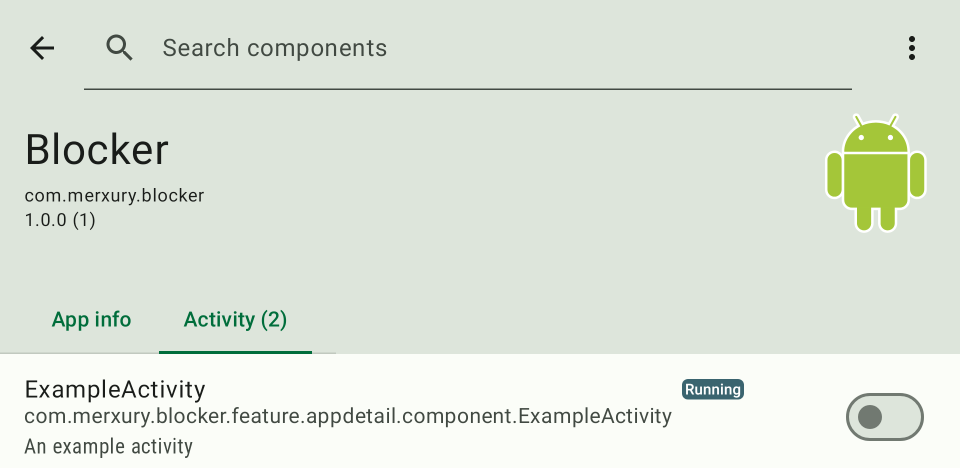 Search components
Blocker
com.merxury.blocker
1.0.0 (1)
App info
Activity (2)
ExampleActivity
Running
com.merxury.blocker.feature.appdetail.component.ExampleActivity
An example activity